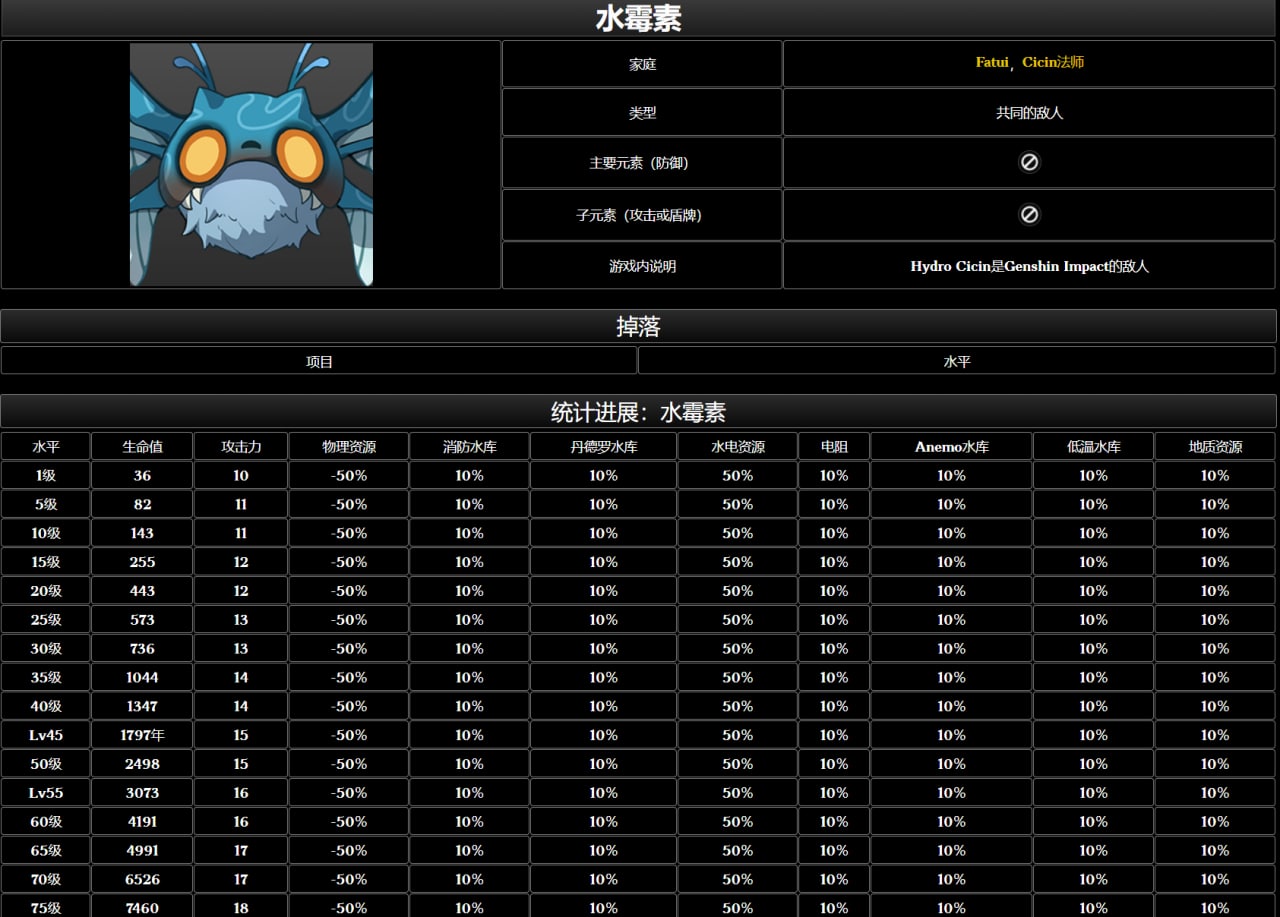 水霉素
家庭 Fatui，Cicin法师
类型 共同的敌人
主要元素（防御）
子元素（攻击或盾牌）
游戏内说明 Hydro Cicin是Genshin Impact的敌人
掉落
项目 水平
统计进展：水霉素
水平 生命值 攻击力 物理资源 消防水库 丹德罗水库 水电资源 电阻 Anemo水库 低温水库 地质资源
1级 36 10 -50% 10% 10% 50% 10% 10% 10% 10%
5级 82 11 -50% 10% 10% 50% 10% 10% 10% 10%
10级 143 11 -50% 10% 10% 50% 10% 10% 10% 10%
15级 255 12 -50% 10% 10% 50% 10% 10% 10% 10%
20级 443 12 -50% 10% 10% 50% 10% 10% 10% 10%
25级 573 13 -50% 10% 10% 50% 10% 10% 10% 10%
30级 736 13 -50% 10% 10% 50% 10% 10% 10% 10%
35级 1044 14 -50% 10% 10% 50% 10% 10% 10% 10%
40级 1347 14 -50% 10% 10% 50% 10% 10% 10% 10%
Lv45 1797年 15 -50% 10% 10% 50% 10% 10% 10% 10%
50级 2498 15 -50% 10% 10% 50% 10% 10% 10% 10%
Lv55 3073 16 -50% 10% 10% 50% 10% 10% 10% 10%
60级 4191 16 -50% 10% 10% 50% 10% 10% 10% 10%
65级 4991 17 -50% 10% 10% 50% 10% 10% 10% 10%
70级 6526 17 -50% 10% 10% 50% 10% 10% 10% 10%
75级 7460 18 -50% 10% 10% 50% 10% 10% 10% 10%